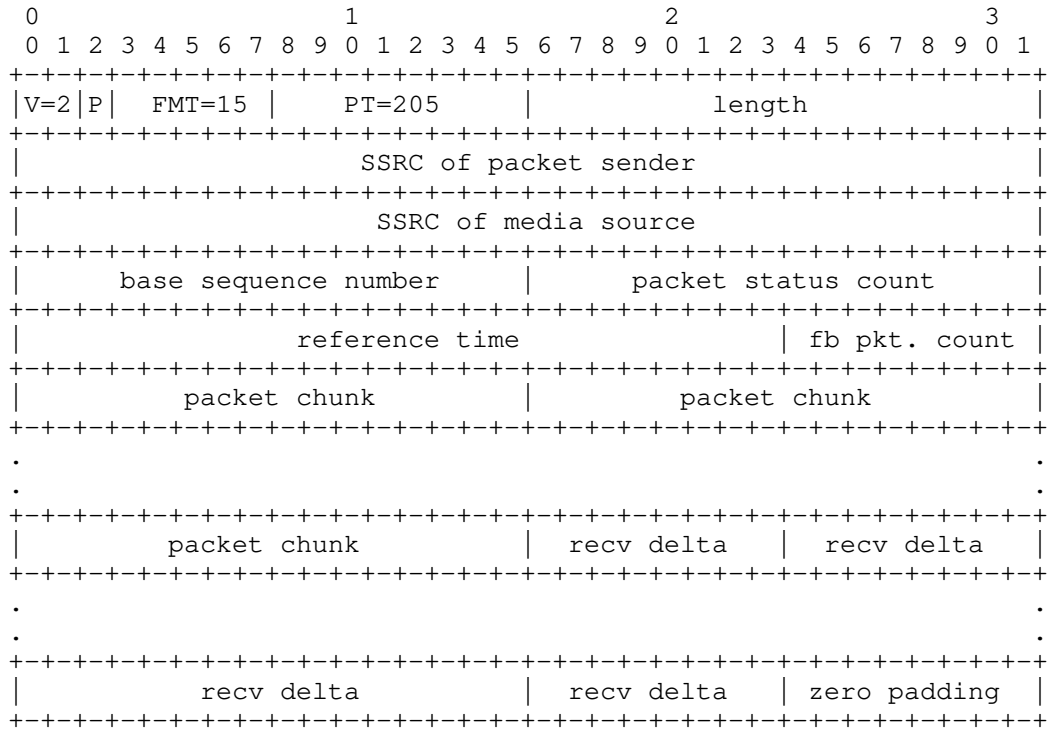 0                   1                   2                   3
 0 1 2 3 4 5 6 7 8 9 0 1 2 3 4 5 6 7 8 9 0 1 2 3 4 5 6 7 8 9 0 1
+-+-+-+-+-+-+-+-+-+-+-+-+-+-+-+-+-+-+-+-+-+-+-+-+-+-+-+-+-+-+-+-+
|V=2|P|  FMT=15 |    PT=205     |           length              |
+-+-+-+-+-+-+-+-+-+-+-+-+-+-+-+-+-+-+-+-+-+-+-+-+-+-+-+-+-+-+-+-+
|                     SSRC of packet sender                     |
+-+-+-+-+-+-+-+-+-+-+-+-+-+-+-+-+-+-+-+-+-+-+-+-+-+-+-+-+-+-+-+-+
|                      SSRC of media source                     |
+-+-+-+-+-+-+-+-+-+-+-+-+-+-+-+-+-+-+-+-+-+-+-+-+-+-+-+-+-+-+-+-+
|      base sequence number     |      packet status count      |
+-+-+-+-+-+-+-+-+-+-+-+-+-+-+-+-+-+-+-+-+-+-+-+-+-+-+-+-+-+-+-+-+
|                 reference time                | fb pkt. count |
+-+-+-+-+-+-+-+-+-+-+-+-+-+-+-+-+-+-+-+-+-+-+-+-+-+-+-+-+-+-+-+-+
|          packet chunk         |         packet chunk          |
+-+-+-+-+-+-+-+-+-+-+-+-+-+-+-+-+-+-+-+-+-+-+-+-+-+-+-+-+-+-+-+-+
.                                                               .
.                                                               .
+-+-+-+-+-+-+-+-+-+-+-+-+-+-+-+-+-+-+-+-+-+-+-+-+-+-+-+-+-+-+-+-+
|         packet chunk          |  recv delta   |  recv delta   |
+-+-+-+-+-+-+-+-+-+-+-+-+-+-+-+-+-+-+-+-+-+-+-+-+-+-+-+-+-+-+-+-+
.                                                               .
.                                                               .
+-+-+-+-+-+-+-+-+-+-+-+-+-+-+-+-+-+-+-+-+-+-+-+-+-+-+-+-+-+-+-+-+
|           recv delta          |  recv delta   | zero padding  |
+-+-+-+-+-+-+-+-+-+-+-+-+-+-+-+-+-+-+-+-+-+-+-+-+-+-+-+-+-+-+-+-+